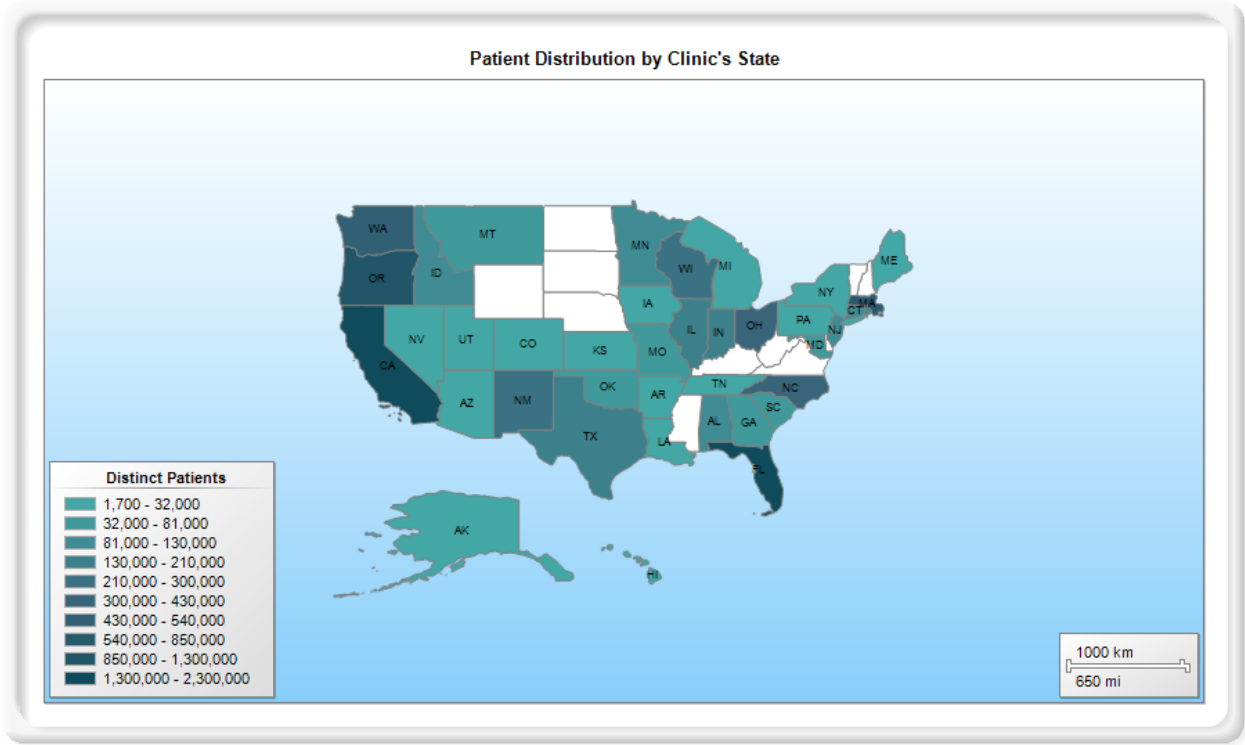 Patient Distribution by Clinic's State
WA
MT
OR
ID
MN
WI
MI
ME
NY
IA
PA
CT
MA
NJ
NV
UT
CO
KS
MO
IL
IN
OH
MD
CA
AZ
NM
OK
AR
TN
NC
SC
TX
LA
AL
GA
FL
AK
HI
Distinct Patients
1,700 - 32,000
32,000 - 81,000
81,000 - 130,000
130,000 - 210,000
210,000 - 300,000
300,000 - 430,000
430,000 - 540,000
540,000 - 850,000
850,000 - 1,300,000
1,300,000 - 2,300,000
1000 km
650 mi